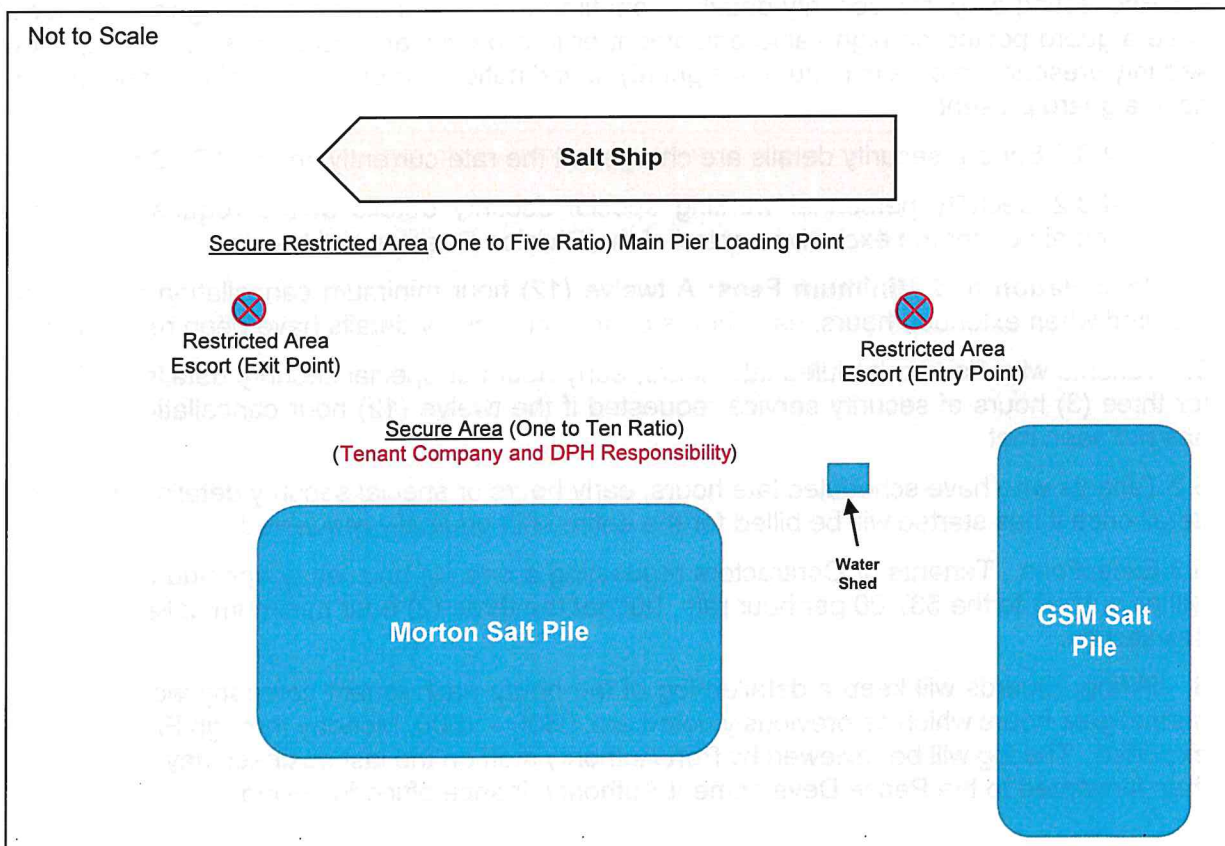 Not to Scale
Salt Ship
Secure Restricted Area (One to Five Ratio) Main Pier Loading Point
Restricted Area
Escort (Exit Point)
Restricted Area
Escort (Entry Point)
Secure Area (One to Ten Ratio)
(Tenant Company and DPH Responsibility)
Water
Shed
Morton Salt Pile
GSM Salt
Pile